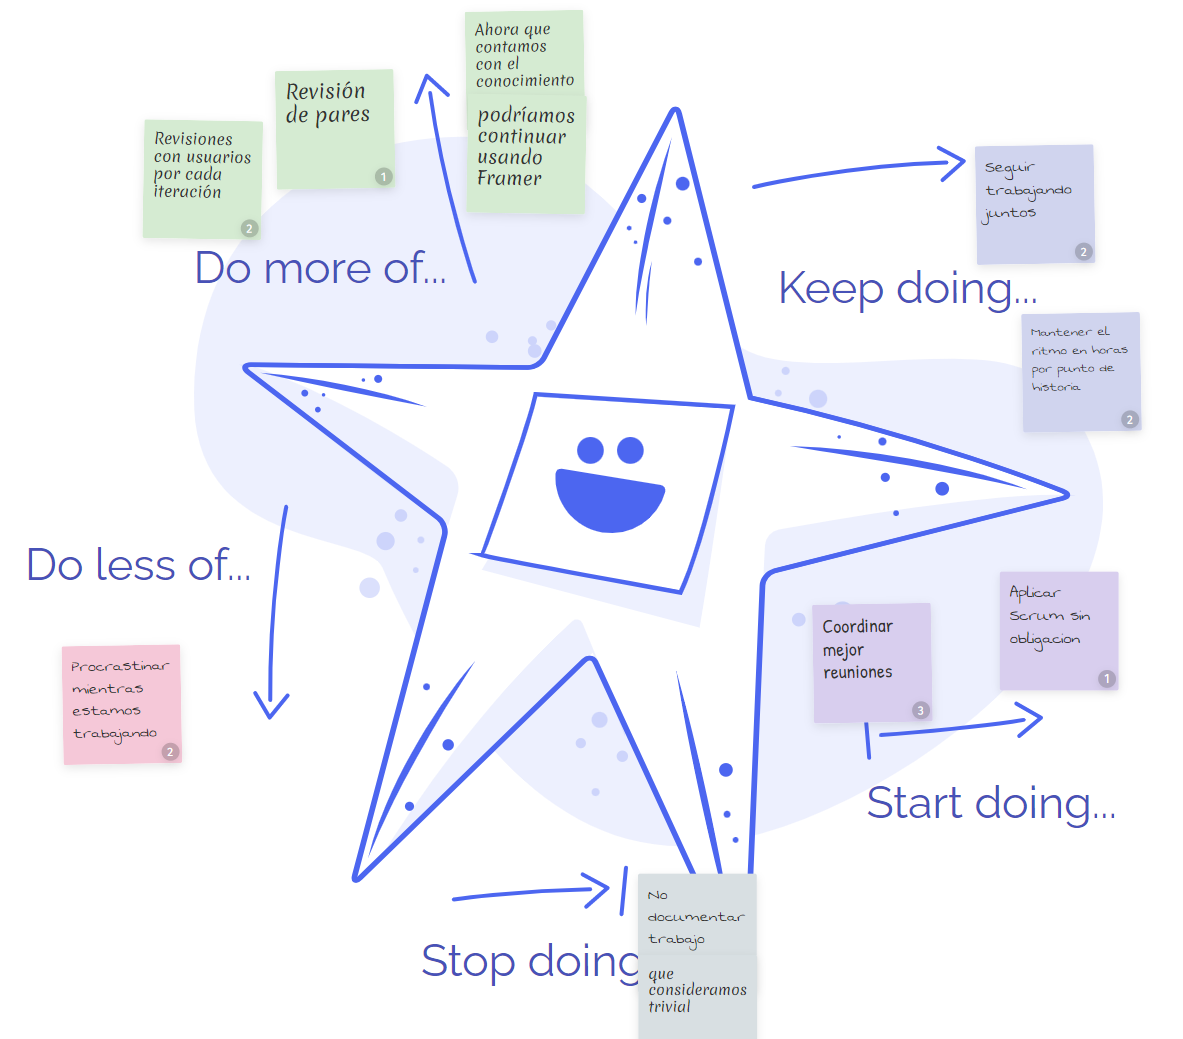 Ahora que
contamos
con el
conocimiento
podríamos
continuar
usando
Framer
Revisión
de pares
1
Revisiones
con usuarios
por cada
iteración
2
Do more of...
Seguir
trabajando
juntos
2
Keep doing...
Mantener el
ritmo en horas
por punto de
historia
2
Do less of...
Procrastinar
mientras
estamos
trabajando
2
Coordinar
mejor
reuniones
3
Aplicar
Scrum sin
obligacion
1
Start doing...
Stop doing
No
documentar
trabajo
que
consideramos
trivial